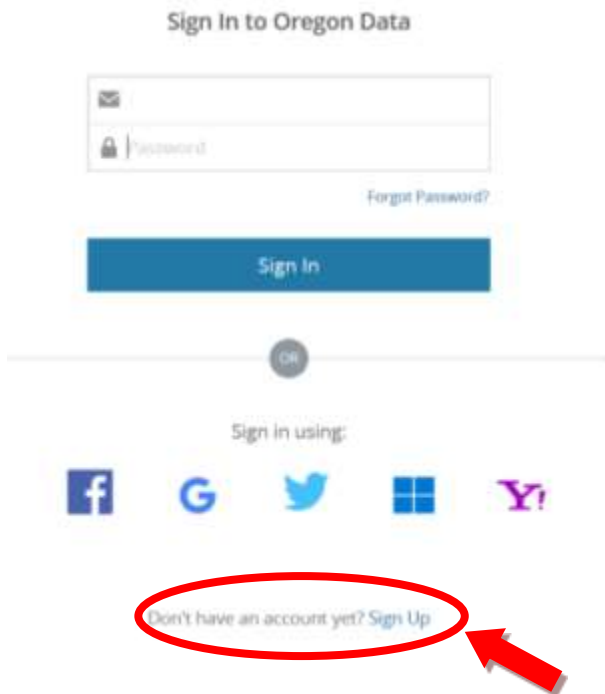 Sign In to Oregon Data
Password
Forgot Password?
Sign In
OR
Sign in using:
f G Y!
Don't have an account yet? Sign Up